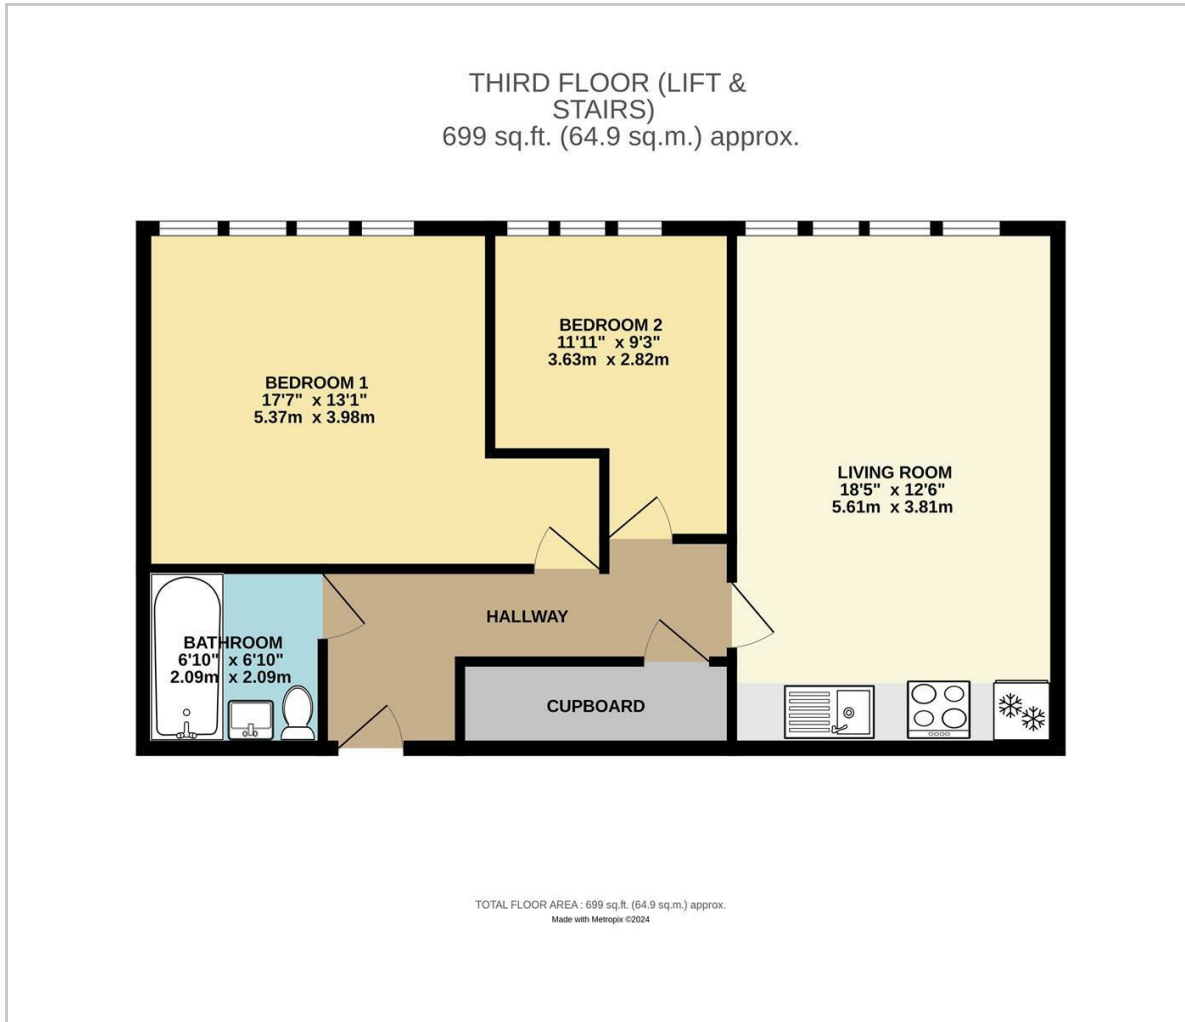 THIRD FLOOR (LIFT &
STAIRS)
699 sq.ft. (64.9 sq.m.) approx.
BEDROOM 1
17'7" x 13'1"
5.37m x 3.98m
BEDROOM 2
11'11" x 9'3"
3.63m x 2.82m
LIVING ROOM
18'5" x 12'6"
5.61m x 3.81m
HALLWAY
BATHROOM
6'10" x 6'10"
2.09m x 2.09m
CUPBOARD
TOTAL FLOOR AREA : 699 sq.ft. (64.9 sq.m.) approx.
Made with Metropix ©2024